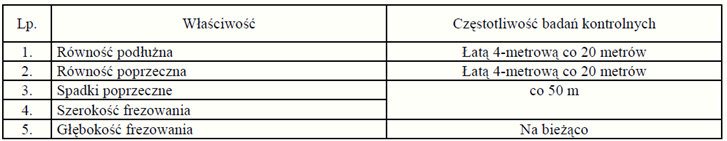 Lp. Właściwość Częstotliwość badań kontrolnych
1. Równość podłużna Łatą 4-metrową co 20 metrów
2. Równość poprzeczna Łatą 4-metrową co 20 metrów
3. Spadki poprzeczne co 50 m
4. Szerokość frezowania
5. Głębokość frezowania Na bieżąco